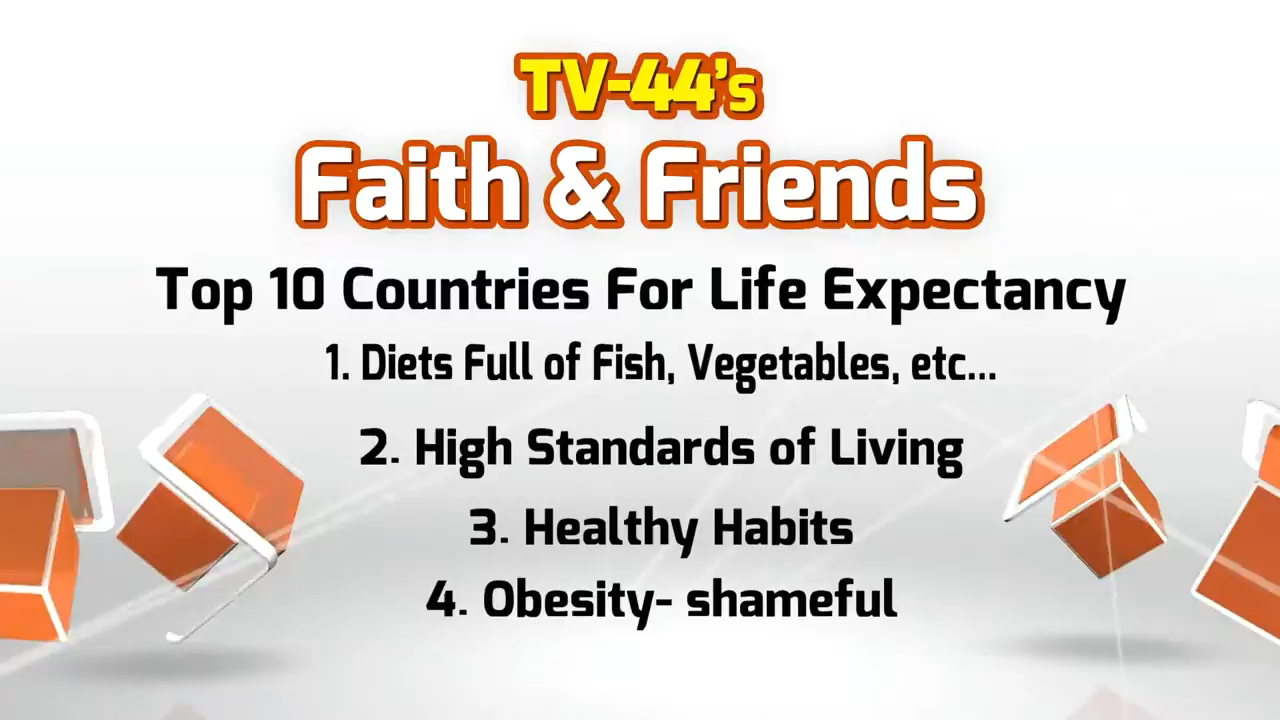 TV-44's
Faith & Friends
Top 10 Countries For Life Expectancy
1. Diets Full of Fish, Vegetables, etc...
2. High Standards of Living
3. Healthy Habits
4. Obesity- shameful